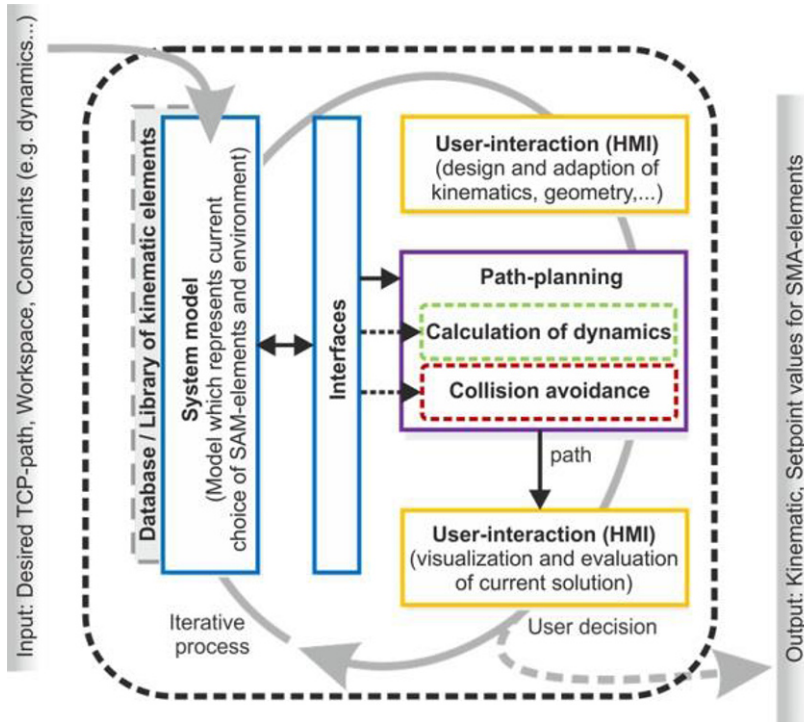 Input: Desired TCP-path, Workspace, Constraints (e.g. dynamics...)
Database / Library of kinematic elements
System model
(Model which represents current
choice of SAM-elements and environment)
Interfaces
User-interaction (HMI)
(design and adaption of
kinematics, geometry,...)
Path-planning
Calculation of dynamics
Collision avoidance
path
User-interaction (HMI)
(visualization and evaluation
of current solution)
Iterative
process
User decision
Output: Kinematic, Setpoint values for SMA-elements